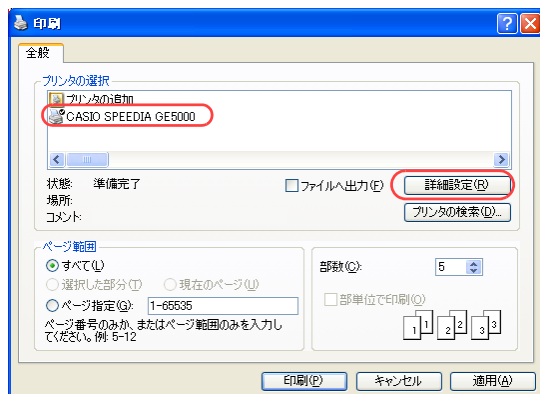 印刷
全般
プリンタの選択
プリンタの追加
CASIO SPEEDIA GE5000
状態: 準備完了
ファイルへ出力(F)
詳細設定(R)
場所:
コメント:
プリンタの検索(D)...
ページ範囲
すべて(L)
選択した部分(T) 現在のページ(U)
ページ指定(G): 1-65535
ページ番号のみか、またはページ範囲のみを入力し
てください。例: 5-12
部数(C): 5
部単位で印刷(O)
1 1 2 2 3 3
印刷(P) キャンセル 適用(A)